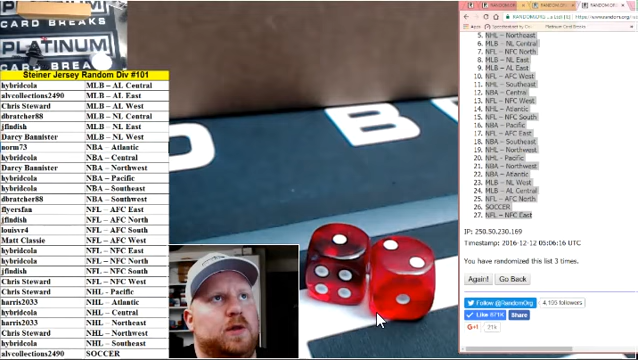 PLATINUM
CARD BREAKS
PLATINUM
CARD BREAKS
Steiner Jersey Random Div #101
hybridcola MLB – AL Central
alvcollections2490 MLB – AL East
Chris Steward MLB – AL West
dbratcher88 MLB – NL Central
jflndish MLB – NL East
Darcy Bannister MLB – NL West
norm73 NBA – Atlantic
hybridcola NBA – Central
Darcy Bannister NBA – Northwest
hybridcola NBA – Pacific
hybridcola NBA – Southeast
dbratcher88 NBA – Southwest
flyersfan NFL – AFC East
jflndish NFL – AFC North
louisvr4 NFL – AFC South
Matt Classie NFL – AFC West
hybridcola NFL – NFC East
hybridcola NFL – NFC North
jflndish NFL – NFC South
Chris Steward NFL – NFC West
harris2033 NHL – Atlantic
hybridcola NHL – Central
harris2033 NHL – Northeast
Chris Steward NHL – Northwest
Chris Steward NHL – Pacific
hybridcola NHL – Southeast
alvcollections2490 SOCCER
B
5. NHL – Northeast
6. MLB – NL Central
7. NFL – NFC North
8. MLB – NL East
9. MLB – AL East
10. NFL – AFC West
11. NHL – Southeast
12. NBA – Central
13. NFL – NFC West
14. NHL – Atlantic
15. NFL – NFC South
16. NBA – Pacific
17. NFL – AFC East
18. NBA – Southeast
19. NHL – Northwest
20. NHL – Pacific
21. NBA – Northwest
22. NBA – Atlantic
23. MLB – NL West
24. MLB – AL Central
25. NFL – AFC North
26. SOCCER
27. NFL – NFC East
IP: 250.50.230.169
Timestamp: 2016-12-12 05:06:16 UTC
You have randomized this list 3 times.
Again! Go Back
Follow @RandomOrg 4,195 followers
Like 871K Share
21k